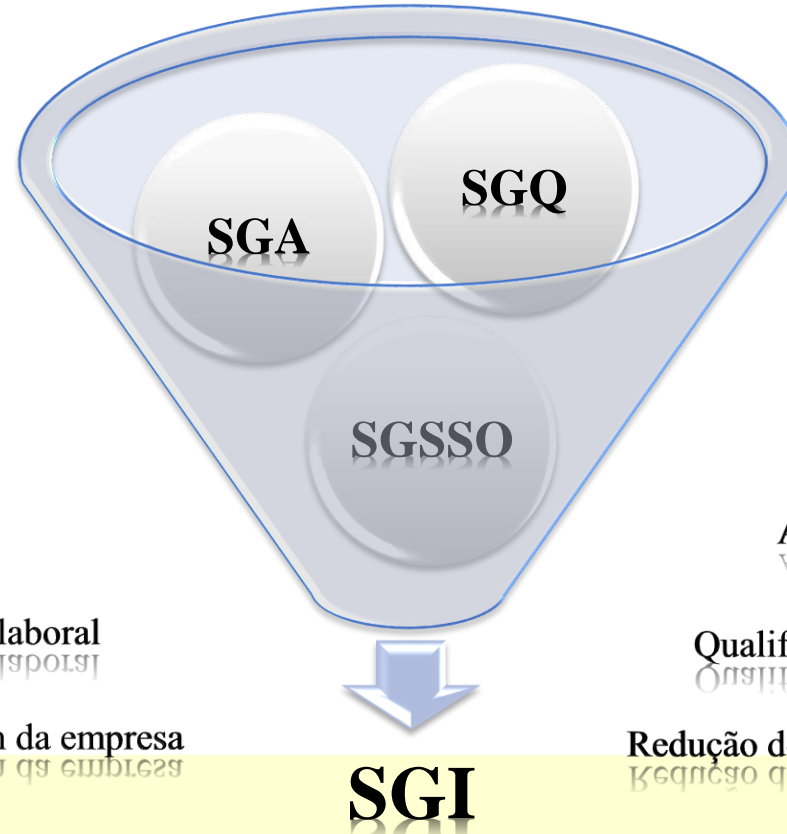 SGQ
SGA
SGSSO
laboral
Qualif
da empresa
Redução d
SGI